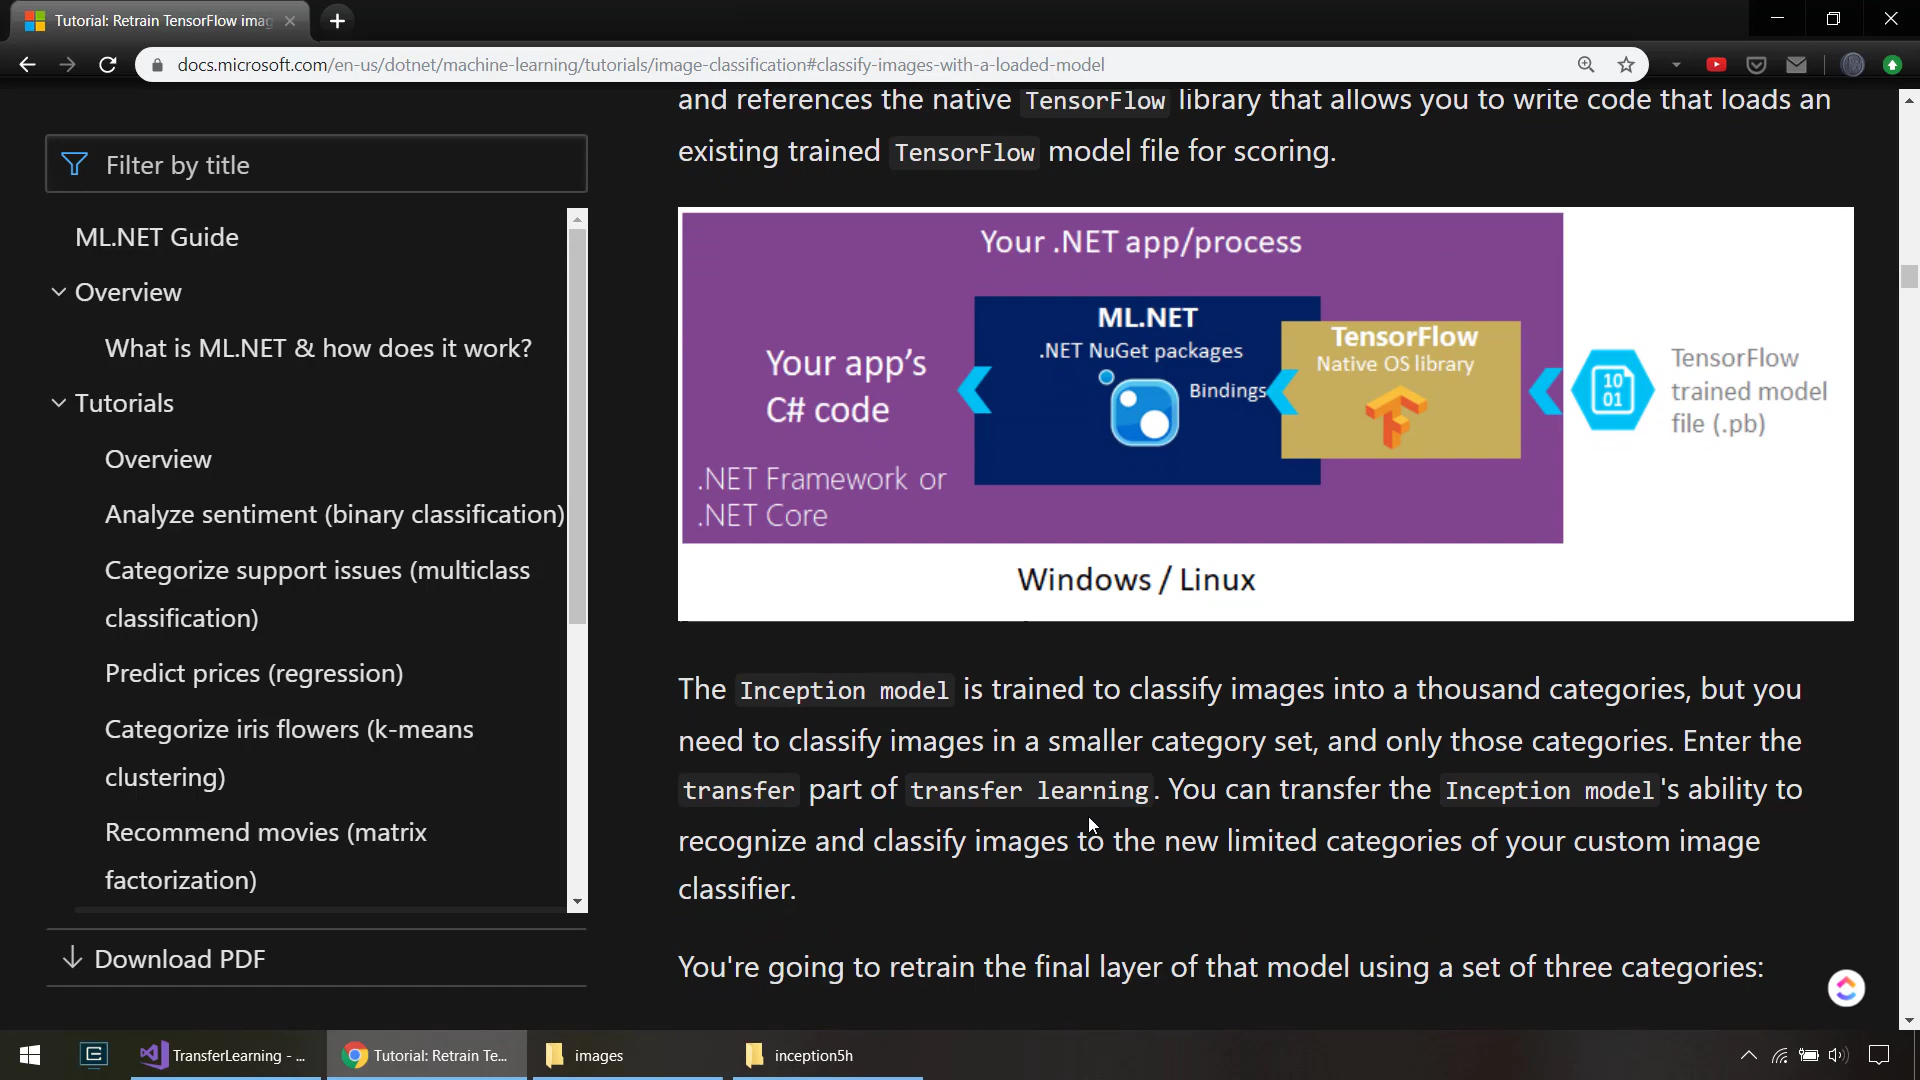 Tutorial: Retrain TensorFlow imag
docs.microsoft.com/en-us/dotnet/machine-learning/tutorials/image-classification#classify-images-with-a-loaded-model
Filter by title
ML.NET Guide
Overview
What is ML.NET & how does it work?
Tutorials
Overview
Analyze sentiment (binary classification)
Categorize support issues (multiclass
classification)
Predict prices (regression)
Categorize iris flowers (k-means
clustering)
Recommend movies (matrix
factorization)
Download PDF
and references the native TensorFlow library that allows you to write code that loads an
existing trained TensorFlow model file for scoring.
Your .NET app/process
Your app's
C# code
.NET Framework or
.NET Core
ML.NET
.NET NuGet packages
Bindings
TensorFlow
Native OS library
10
01
TensorFlow
trained model
file (.pb)
Windows / Linux
The Inception model is trained to classify images into a thousand categories, but you
need to classify images in a smaller category set, and only those categories. Enter the
transfer part of transfer learning. You can transfer the Inception model's ability to
recognize and classify images to the new limited categories of your custom image
classifier.
You're going to retrain the final layer of that model using a set of three categories:
TransferLearning - ...
Tutorial: Retrain Te...
images
inception5h